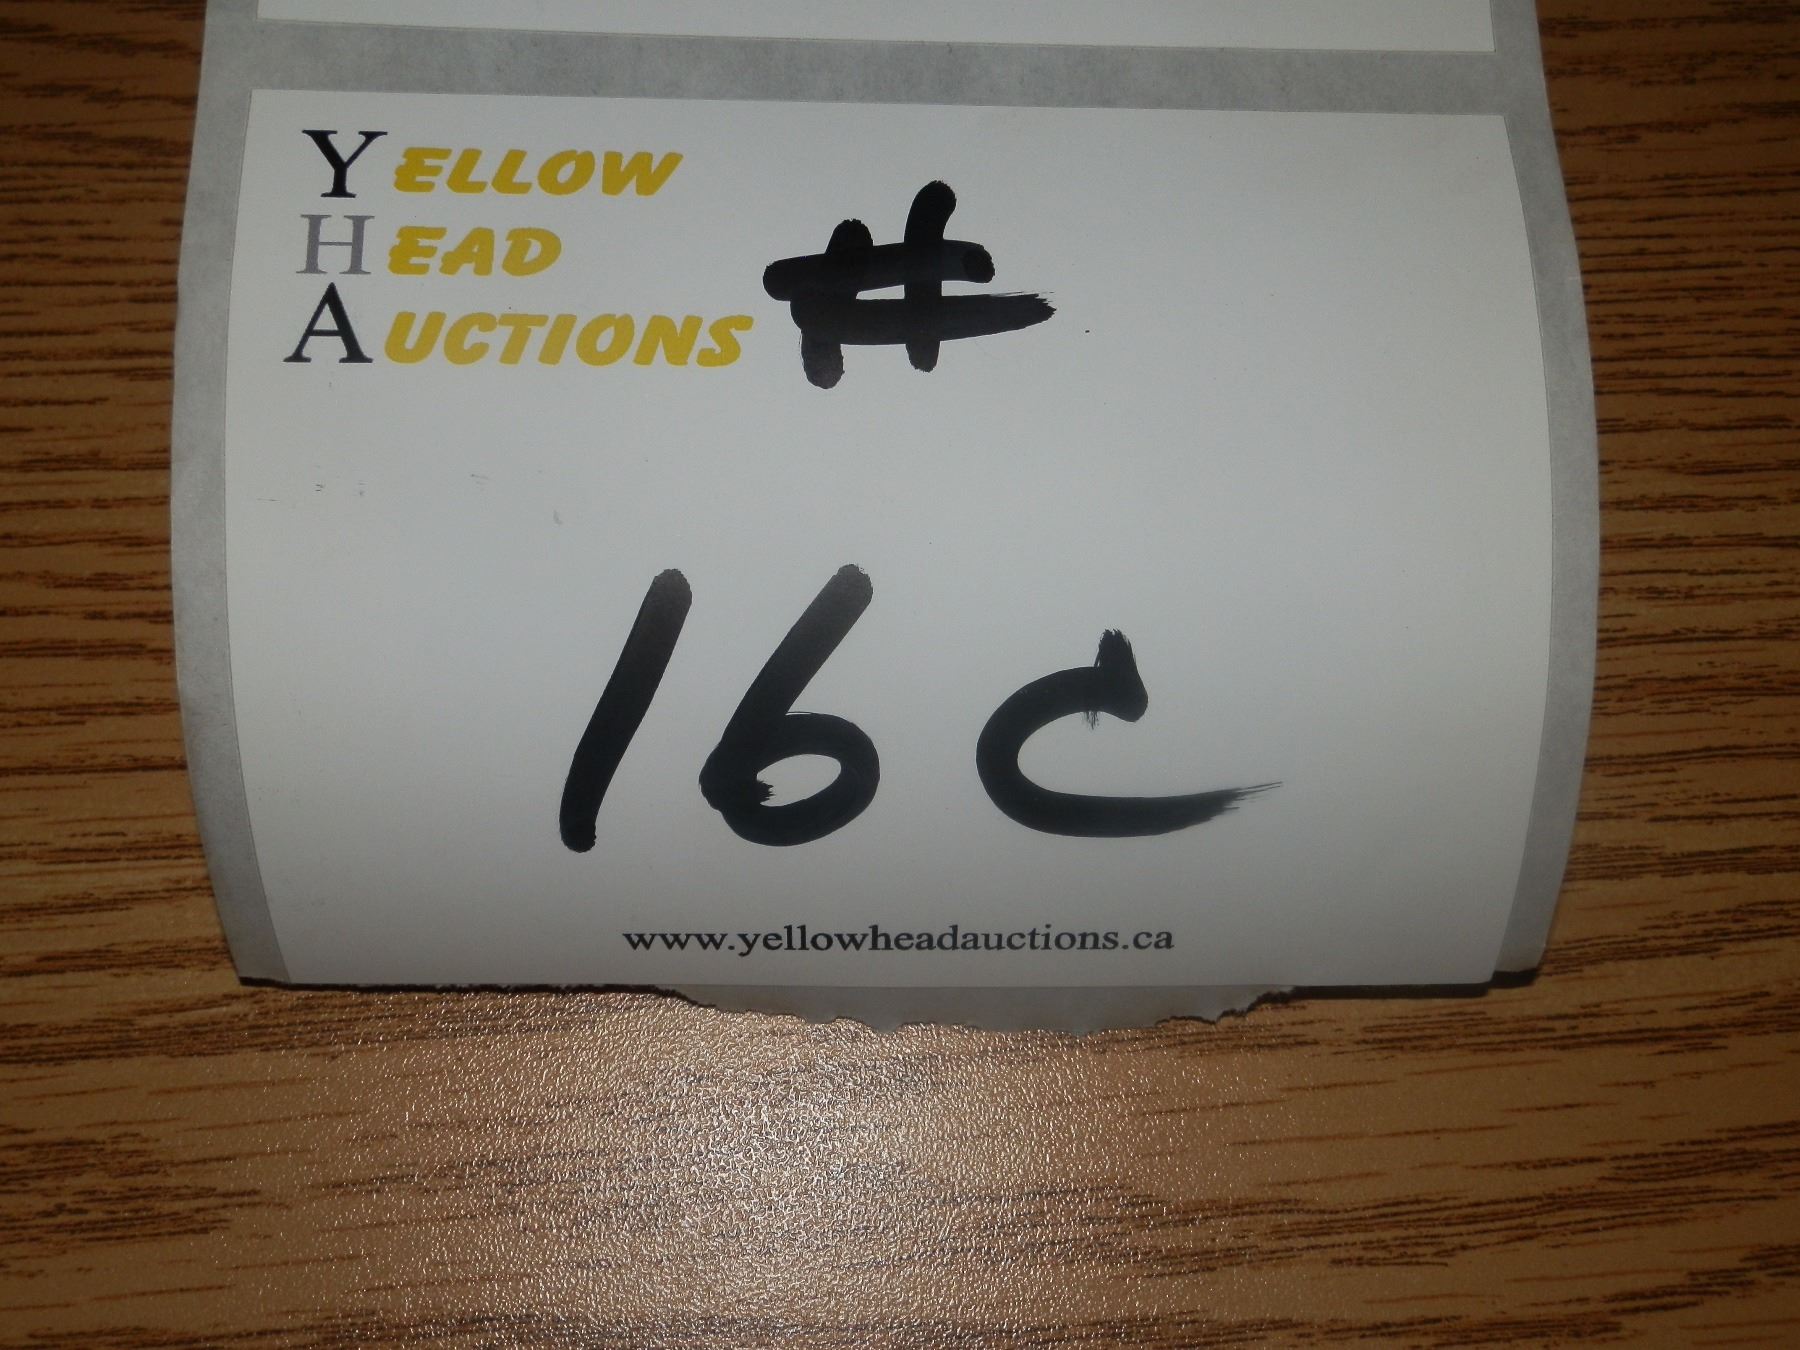 YELLOW
HEAD
AUCTIONS #
16C
www.yellowheadauctions.ca